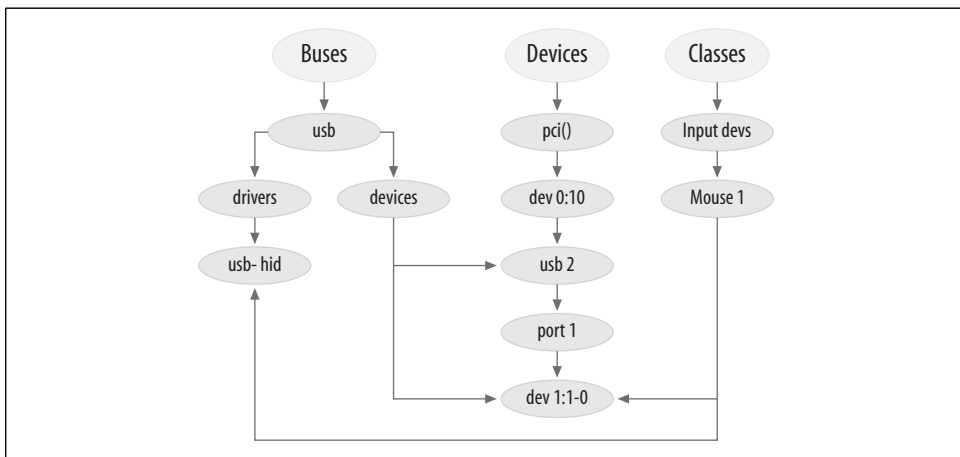 Buses Devices Classes
usb pci() Input devs
drivers devices dev 0:10 Mouse 1
usb- hid usb 2
port 1
dev 1:1-0